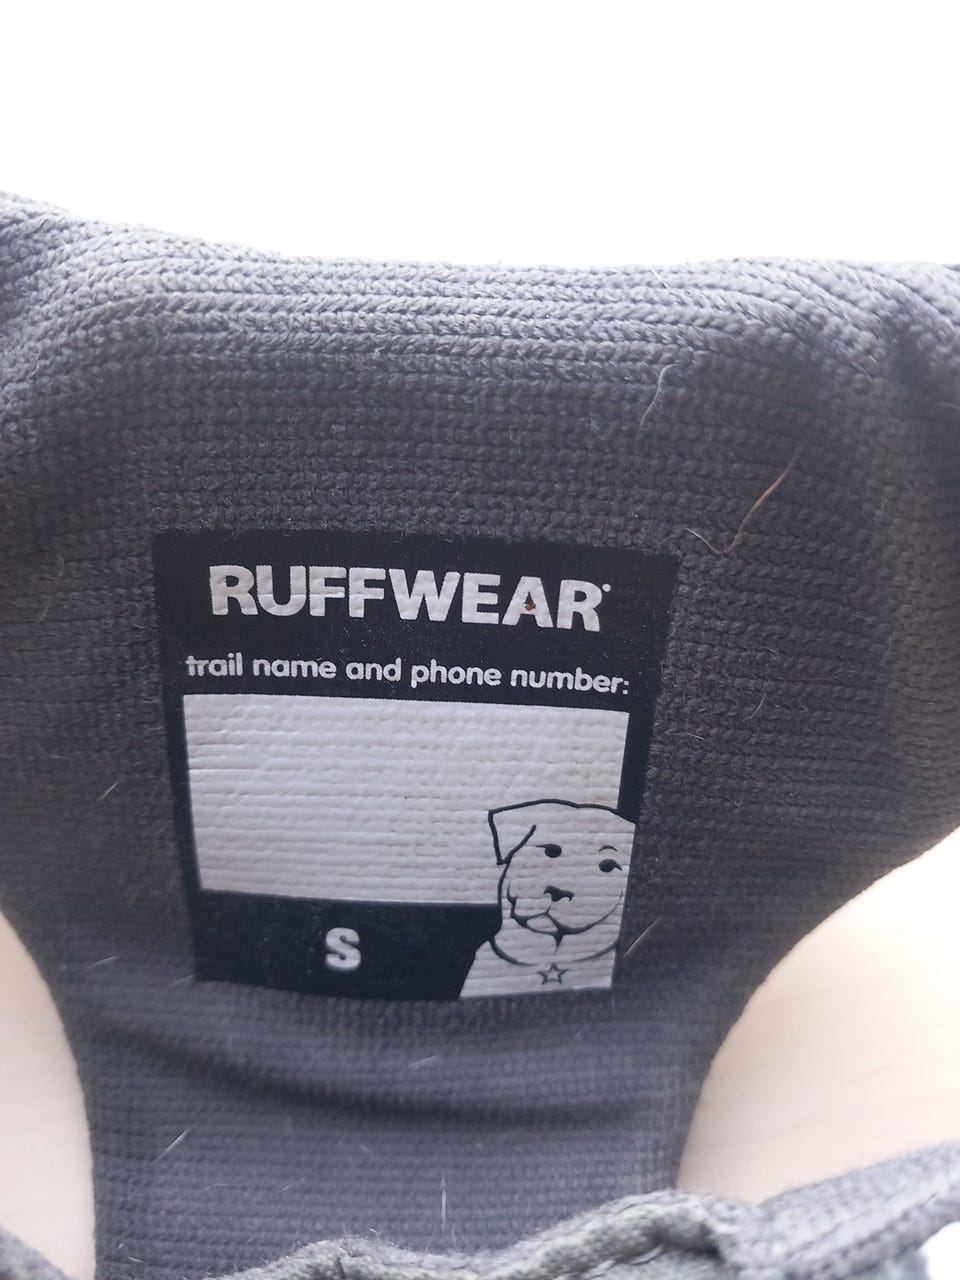 RUFFWEAR
trail name and phone number:
S